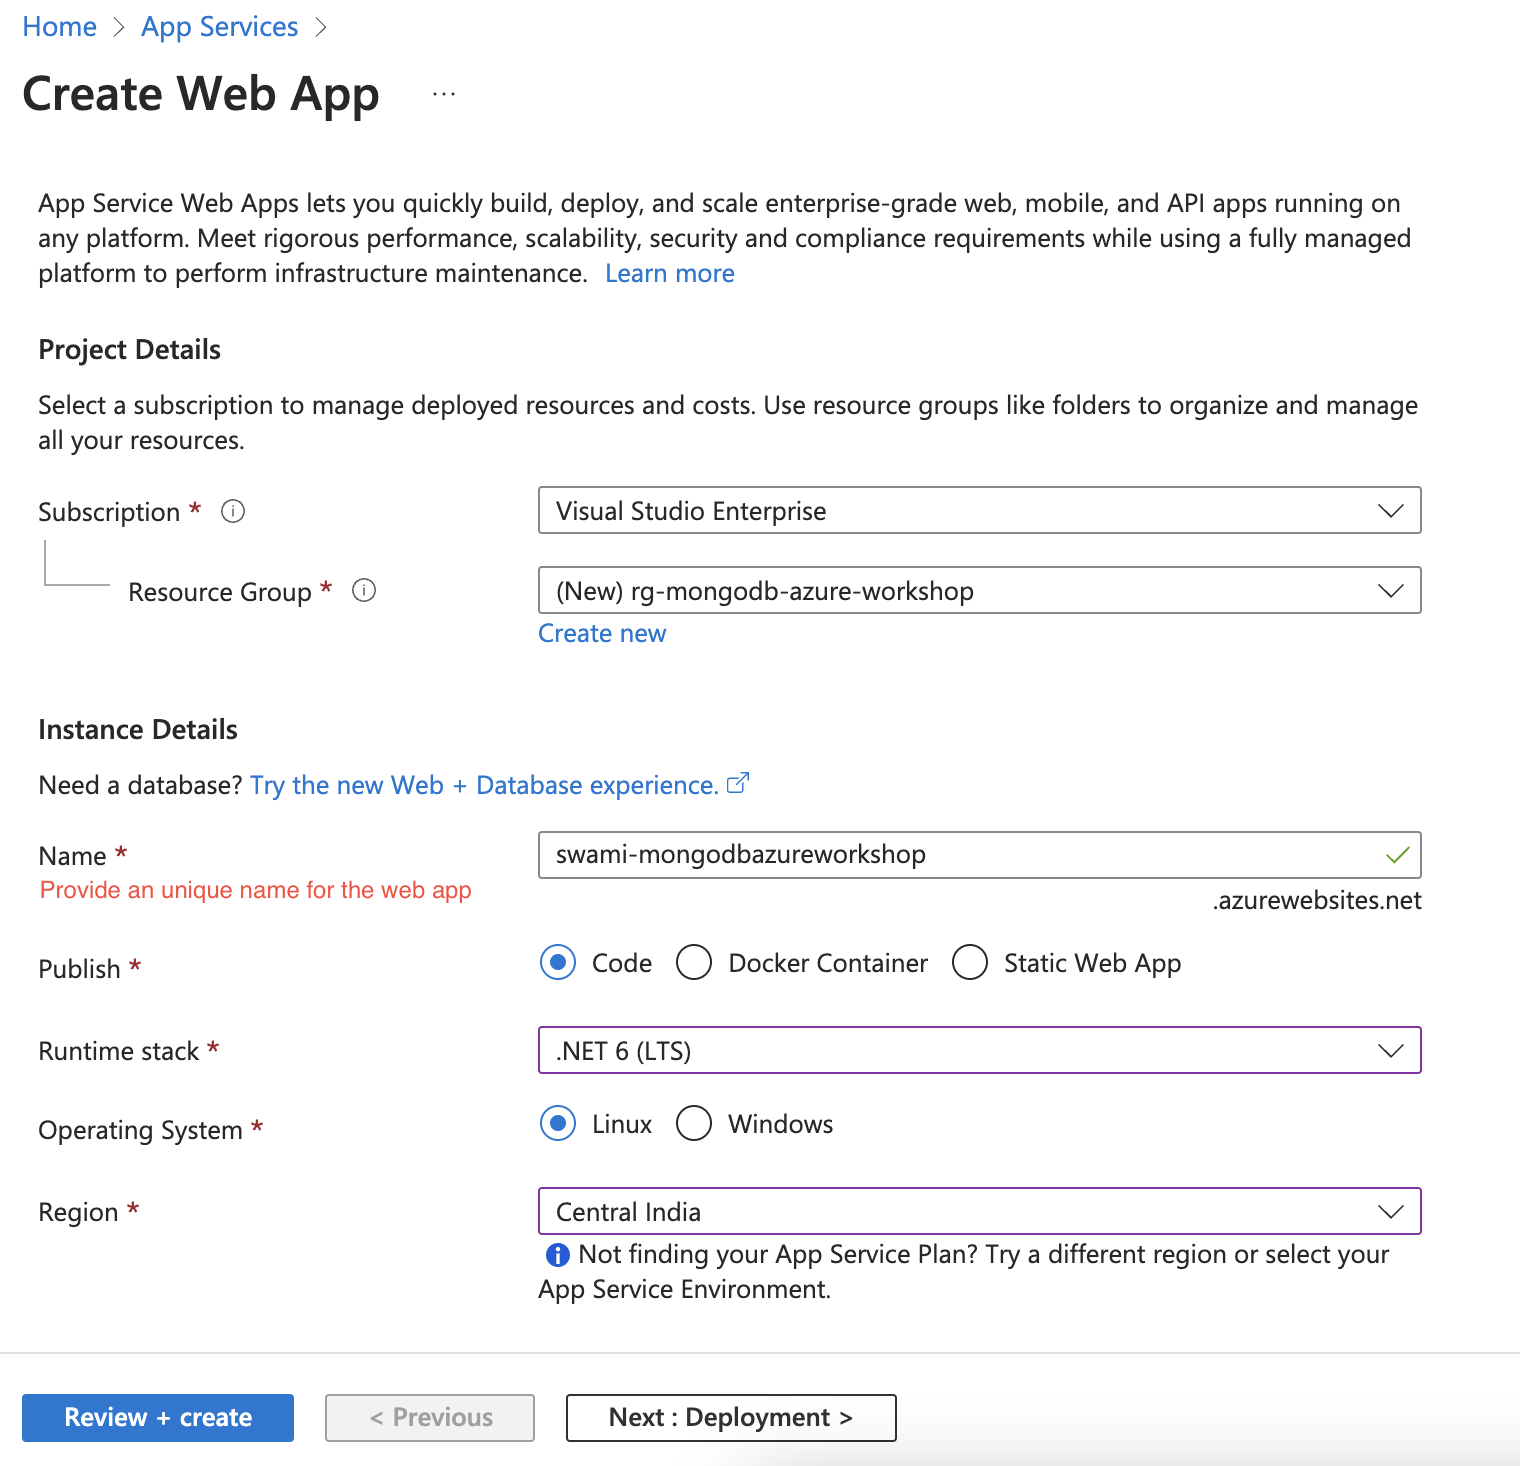 Home > App Services >
Create Web App ...
App Service Web Apps lets you quickly build, deploy, and scale enterprise-grade web, mobile, and API apps running on
any platform. Meet rigorous performance, scalability, security and compliance requirements while using a fully managed
platform to perform infrastructure maintenance. Learn more
Project Details
Select a subscription to manage deployed resources and costs. Use resource groups like folders to organize and manage
all your resources.
Subscription * Visual Studio Enterprise
Resource Group * (New) rg-mongodb-azure-workshop
Create new
Instance Details
Need a database? Try the new Web + Database experience.
Name * swami-mongodbazureworkshop
Provide an unique name for the web app
.azurewebsites.net
Publish * Code Docker Container Static Web App
Runtime stack * .NET 6 (LTS)
Operating System * Linux Windows
Region * Central India
Not finding your App Service Plan? Try a different region or select your
App Service Environment.
Review + create < Previous Next : Deployment >